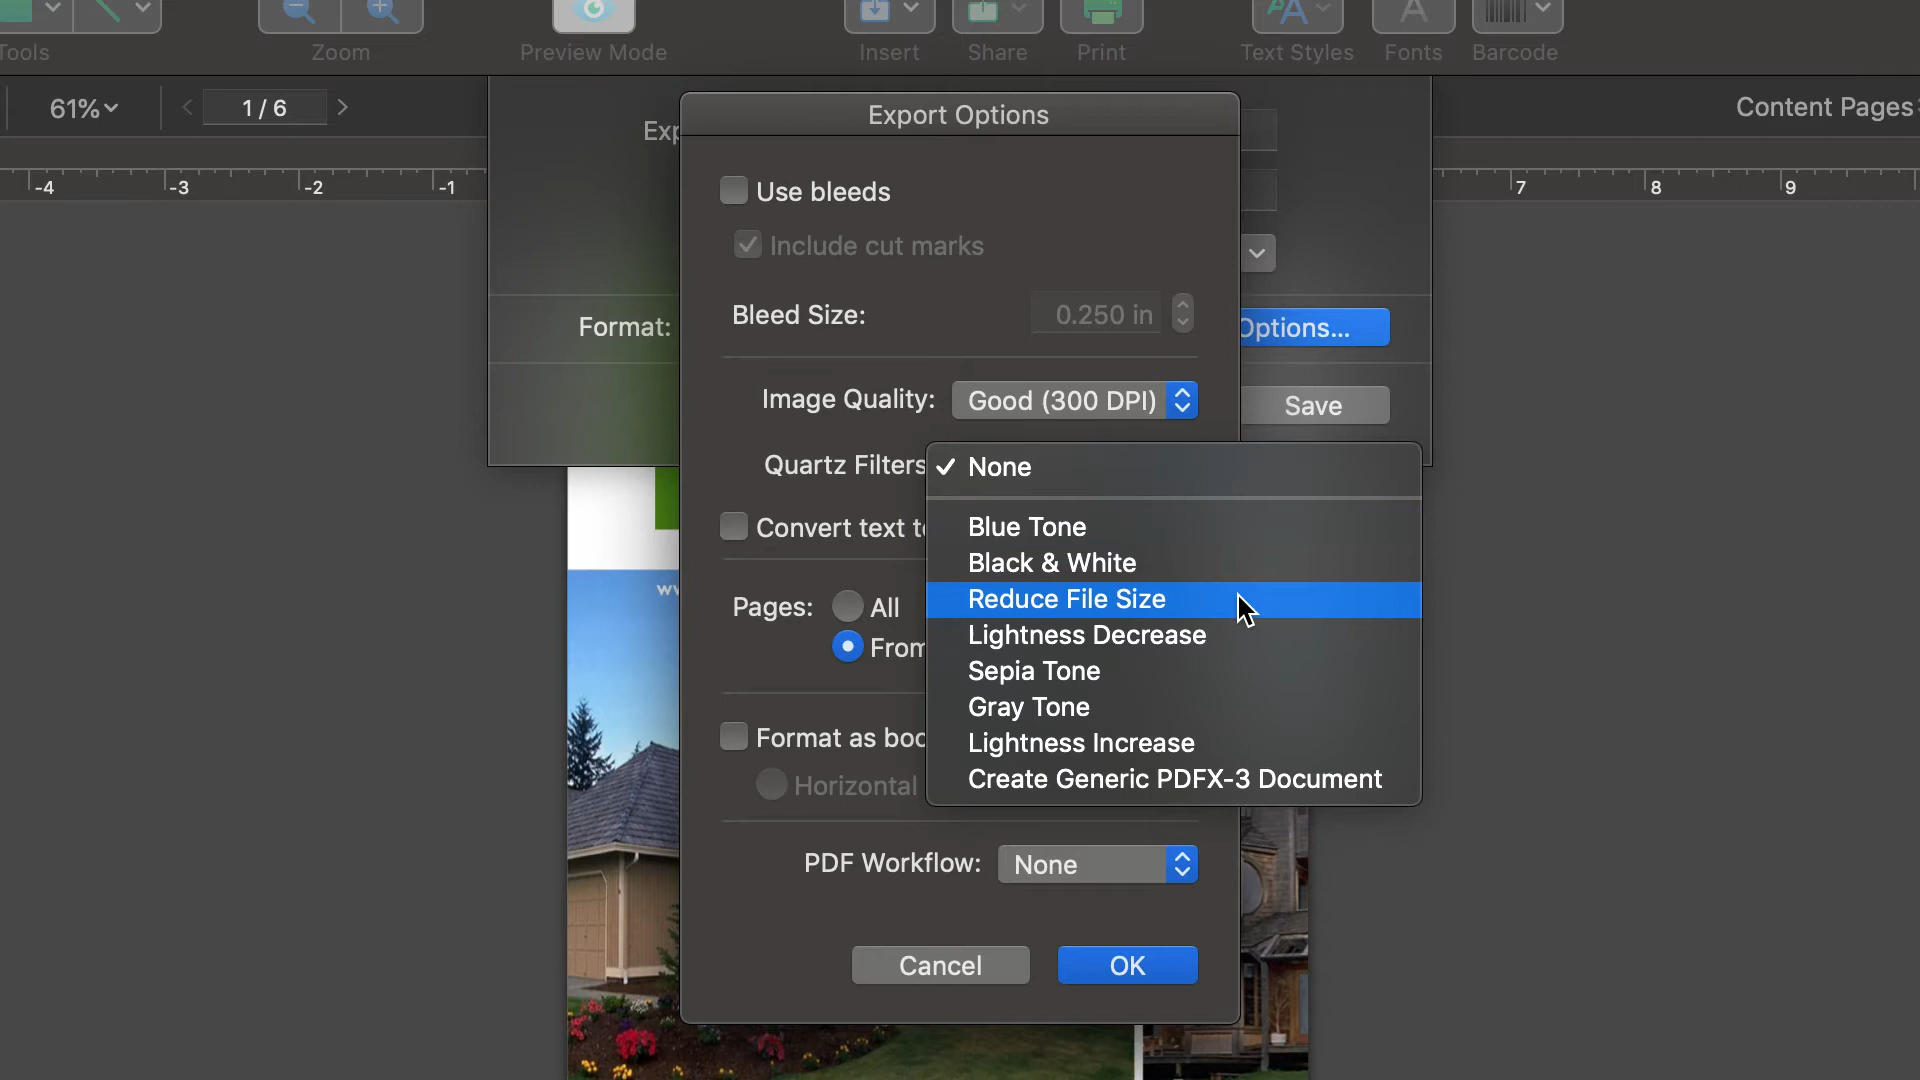 Tools
Zoom
Preview Mode
Insert
Share
Print
Text Styles
Fonts
Barcode
61%
1 / 6
Content Pages
-4
-3
-2
-1
7
8
9
Exp
Export Options
Use bleeds
Include cut marks
Bleed Size:
0.250 in
Format:
Options...
Image Quality:
Good (300 DPI)
Save
Quartz Filters
✓ None
Convert text t
Blue Tone
Black & White
Reduce File Size
Lightness Decrease
Sepia Tone
Gray Tone
Lightness Increase
Create Generic PDFX-3 Document
Pages:
All
From
Format as boo
Horizontal
PDF Workflow:
None
Cancel
OK